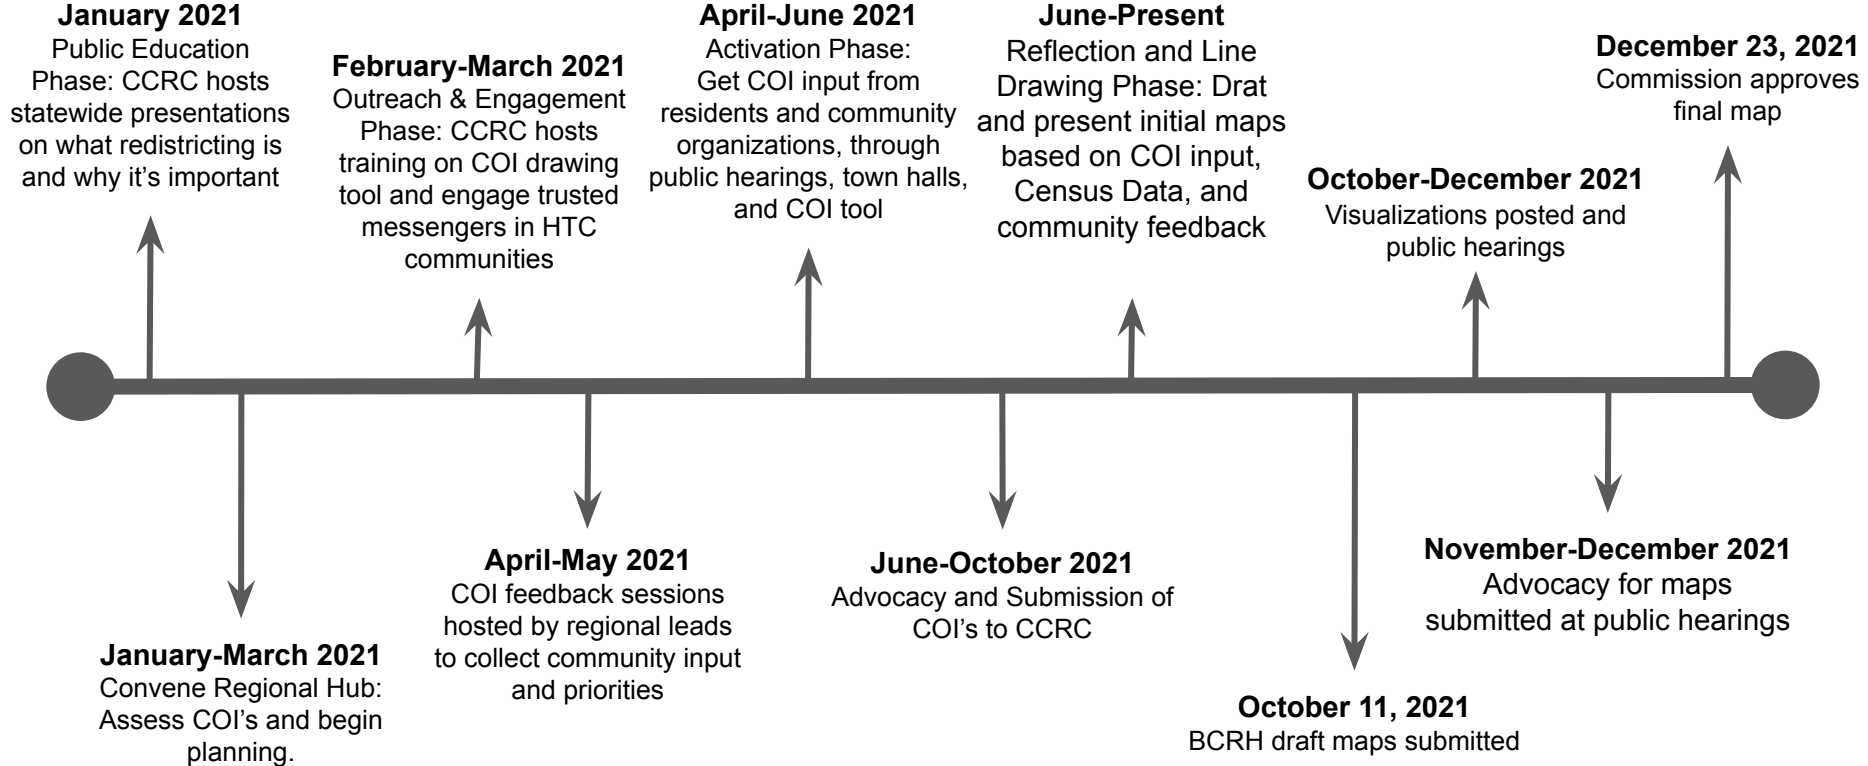 January 2021
Public Education
Phase: CCRC hosts
statewide presentations
on what redistricting is
and why it’s important
February-March 2021
Outreach & Engagement
Phase: CCRC hosts
training on COI drawing
tool and engage trusted
messengers in HTC
communities
April-June 2021
Activation Phase:
Get COI input from
residents and community
organizations, through
public hearings, town halls,
and COI tool
June-Present
Reflection and Line
Drawing Phase: Drat
and present initial maps
based on COI input,
Census Data, and
community feedback
October-December 2021
Visualizations posted and
public hearings
December 23, 2021
Commission approves
final map
January-March 2021
Convene Regional Hub:
Assess COI’s and begin
planning.
April-May 2021
COI feedback sessions
hosted by regional leads
to collect community input
and priorities
June-October 2021
Advocacy and Submission of
COI’s to CCRC
October 11, 2021
BCRH draft maps submitted
November-December 2021
Advocacy for maps
submitted at public hearings